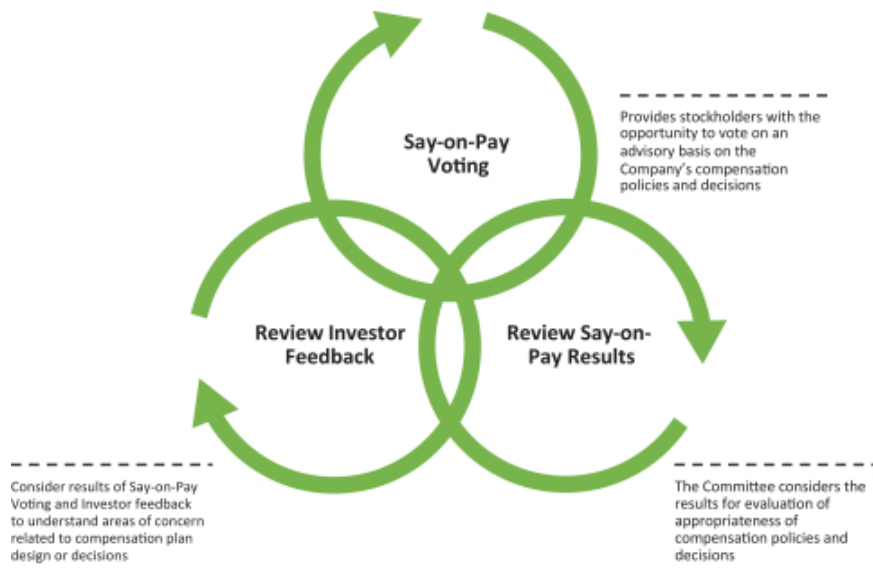 Say-on-Pay
Voting
Provides stockholders with the
opportunity to vote on an
advisory basis on the
Company's compensation
policies and decisions
Review Investor
Feedback
Review Say-on-
Pay Results
Consider results of Say-on-Pay
Voting and Investor feedback
to understand areas of concern
related to compensation plan
design or decisions
The Committee considers the
results for evaluation of
appropriateness of
compensation policies and
decisions